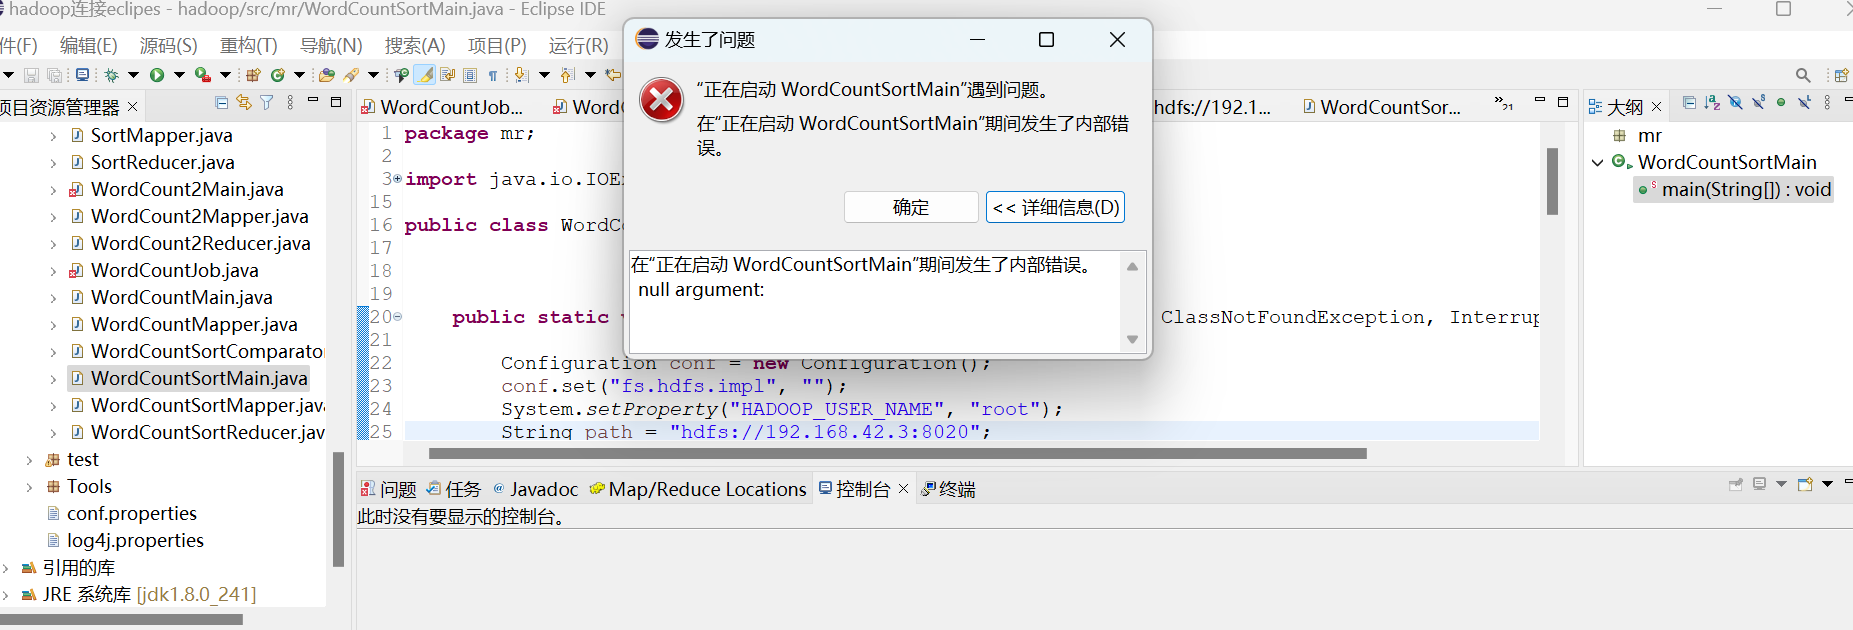 hadoop连接eclipes - hadoop/src/mr/WordCountSortMain.java - Eclipse IDE
件(F) 编辑(E) 源码(S) 重构(T) 导航(N) 搜索(A) 项目(P) 运行(R)
项目资源管理器
SortMapper.java
SortReducer.java
WordCount2Main.java
WordCount2Mapper.java
WordCount2Reducer.java
WordCountJob.java
WordCountMain.java
WordCountMapper.java
WordCountSortComparator
WordCountSortMain.java
WordCountSortMapper.java
WordCountSortReducer.jav
test
Tools
conf.properties
log4j.properties
引用的库
JRE 系统库 [jdk1.8.0_241]
WordCountJob... WordC hdfs://192.1... WordCountSor... »21
1 package mr;
2
3 import java.io.IOE
15
16 public class WordCo
17
18
19
20 public static ClassNotFoundException, Interrup
21
22 Configuration conf = new Configuration();
23 conf.set("fs.hdfs.impl", "");
24 System.setProperty("HADOOP_USER_NAME", "root");
25 String path = "hdfs://192.168.42.3:8020";
发生了问题
“正在启动 WordCountSortMain”遇到问题。
在“正在启动 WordCountSortMain”期间发生了内部错
误。
确定
<< 详细信息(D)
在“正在启动 WordCountSortMain”期间发生了内部错误。
null argument:
大纲
mr
WordCountSortMain
main(String[]) : void
问题 任务 @ Javadoc Map/Reduce Locations 控制台 终端
此时没有要显示的控制台。